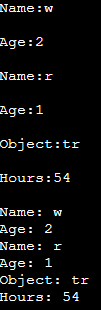 Name:w
Age:2
Name:r
Age:1
Object:tr
Hours:54
Name: w
Age: 2
Name: r
Age: 1
Object: tr
Hours: 54